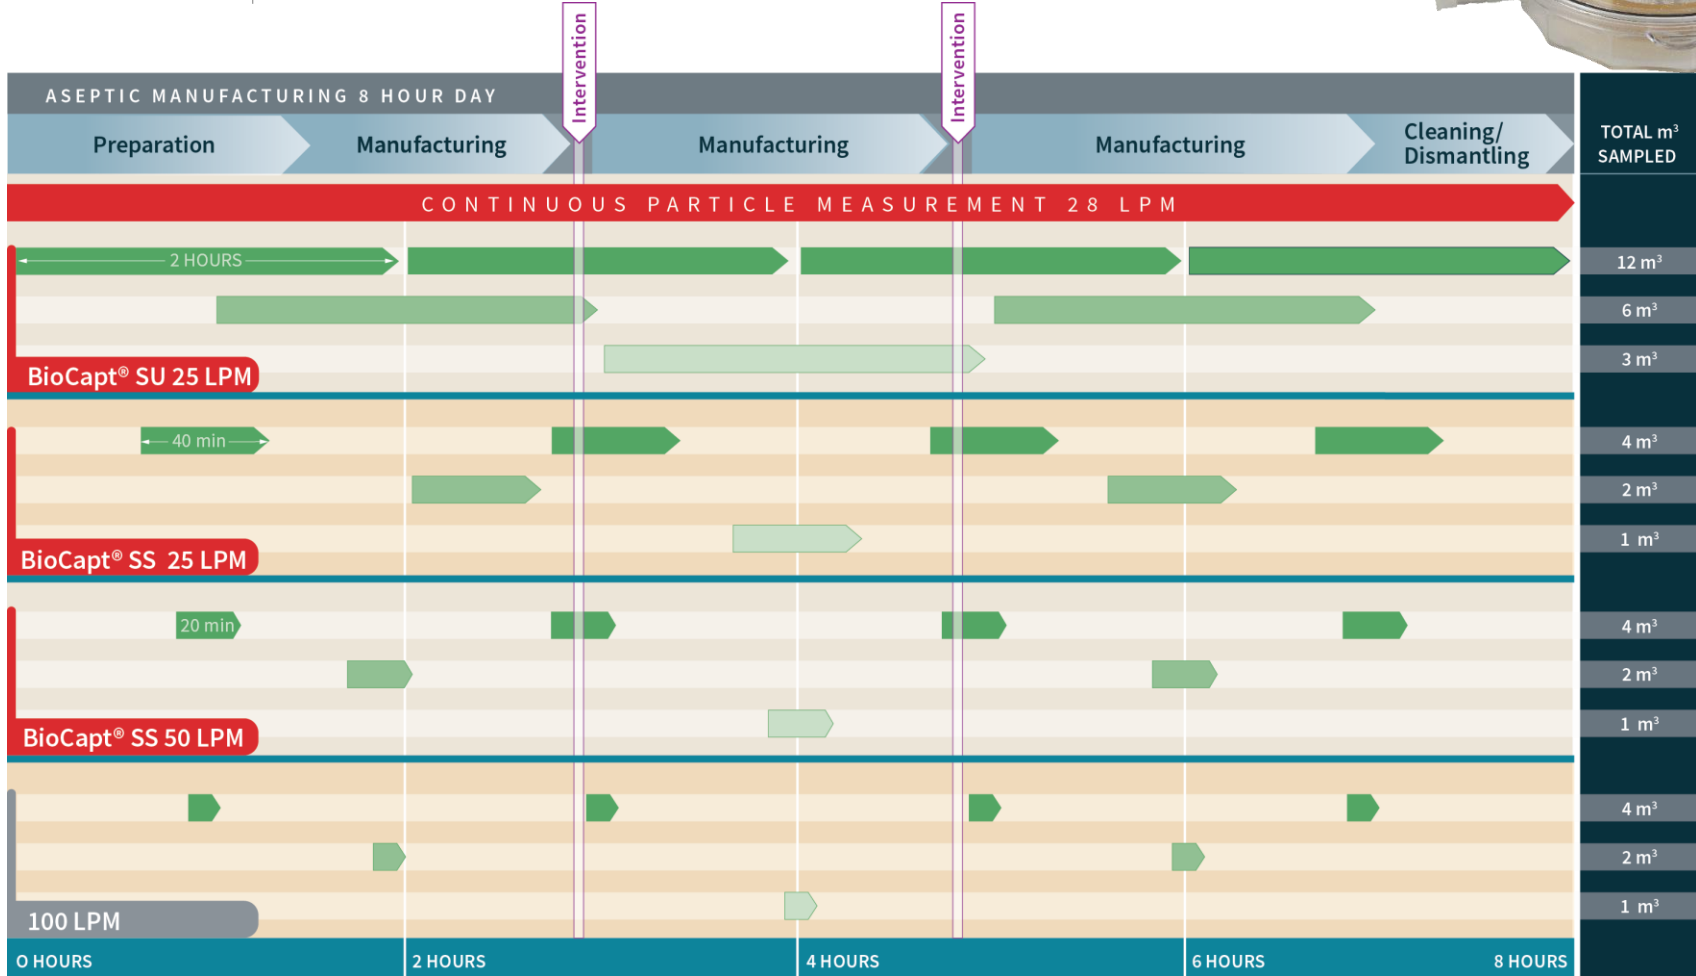 Intervention
Intervention
ASEPTIC MANUFACTURING 8 HOUR DAY
Preparation
Manufacturing
Manufacturing
Manufacturing
Cleaning/
Dismantling
TOTAL m³
SAMPLED
CONTINUOUS PARTICLE MEASUREMENT 28 LPM
2 HOURS
12 m³
6 m³
3 m³
BioCapt® SU 25 LPM
40 min
4 m³
2 m³
1 m³
BioCapt® SS 25 LPM
20 min
4 m³
2 m³
1 m³
BioCapt® SS 50 LPM
4 m³
2 m³
1 m³
100 LPM
O HOURS
2 HOURS
4 HOURS
6 HOURS
8 HOURS